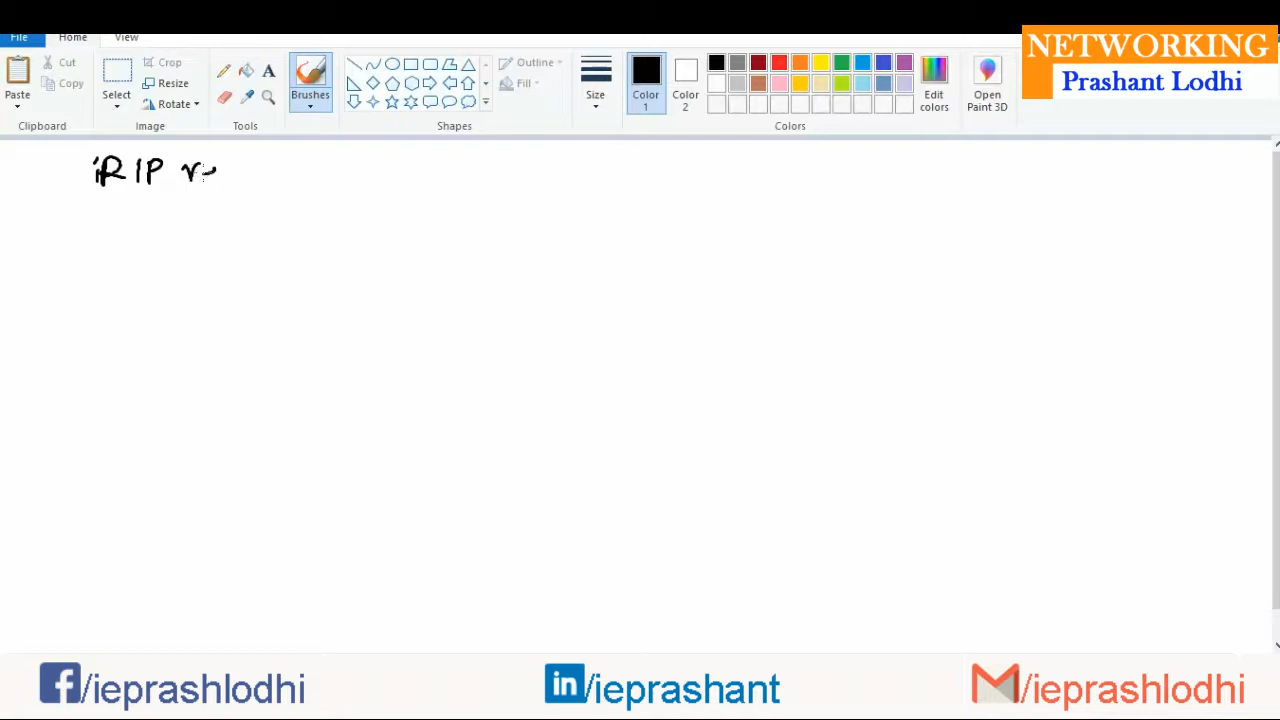 File Home View
NETWORKING
Prashant Lodhi
Paste
Cut
Copy
Clipboard
Select
Crop
Resize
Rotate
Image
A
Tools
Brushes
Outline
Fill
Shapes
Size
Color 1
Color 2
Edit colors
Colors
Open Paint 3D
RIP
/ieprashlodhi
in /ieprashant
/ieprashlodhi